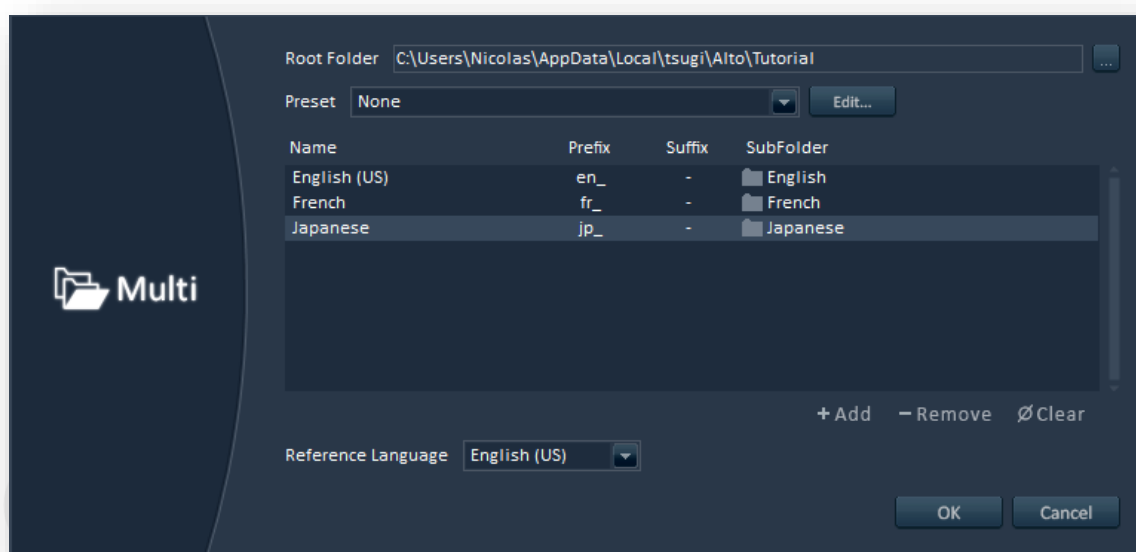 Root Folder C:\Users\Nicolas\AppData\Local\tsugi\Alto\Tutorial ...
Preset None Edit...
Name Prefix Suffix SubFolder
English (US) en_ - English
French fr_ - French
Japanese jp_ - Japanese
Multi
+ Add − Remove Ø Clear
Reference Language English (US)
OK Cancel